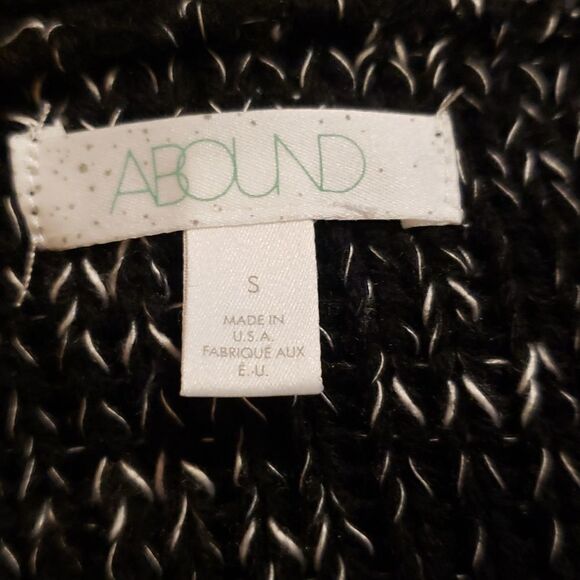 ABOUND
S
MADE IN
U.S.A.
FABRIQUÉ AUX
É.-U.